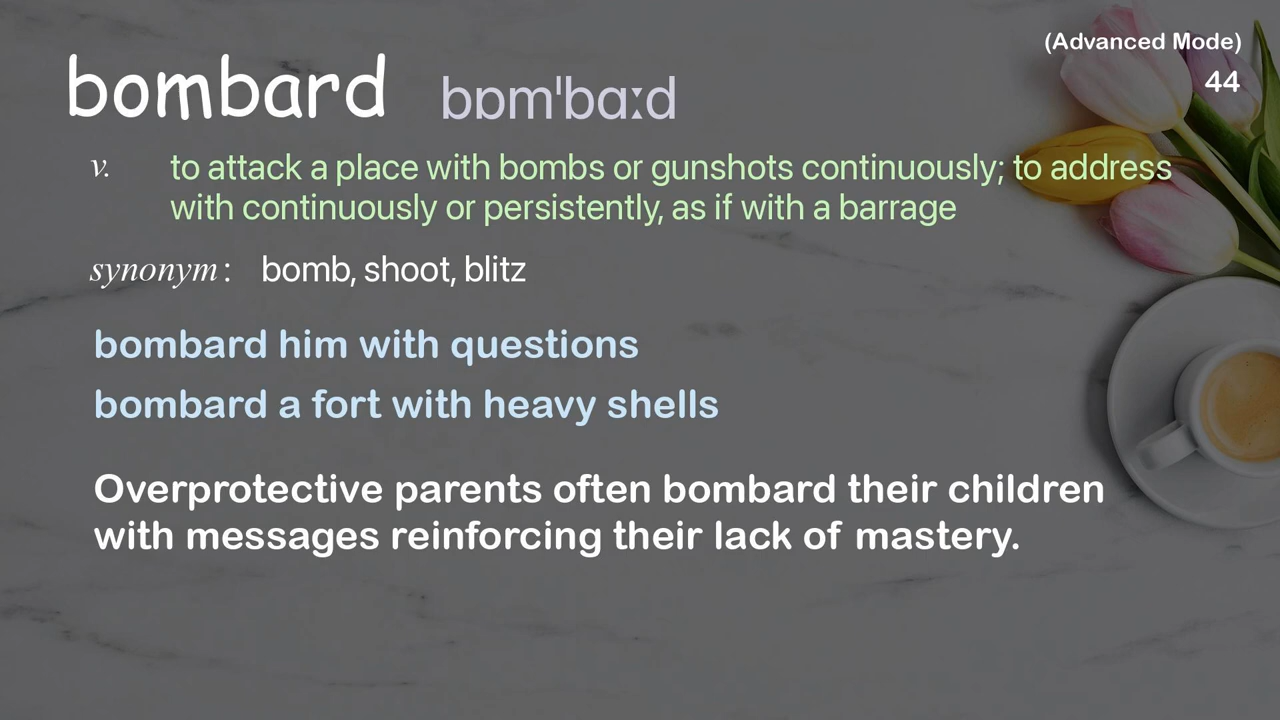 (Advanced Mode)
44
bombard bɒmˈbɑːd
v. to attack a place with bombs or gunshots continuously; to address
with continuously or persistently, as if with a barrage
synonym: bomb, shoot, blitz
bombard him with questions
bombard a fort with heavy shells
Overprotective parents often bombard their children
with messages reinforcing their lack of mastery.